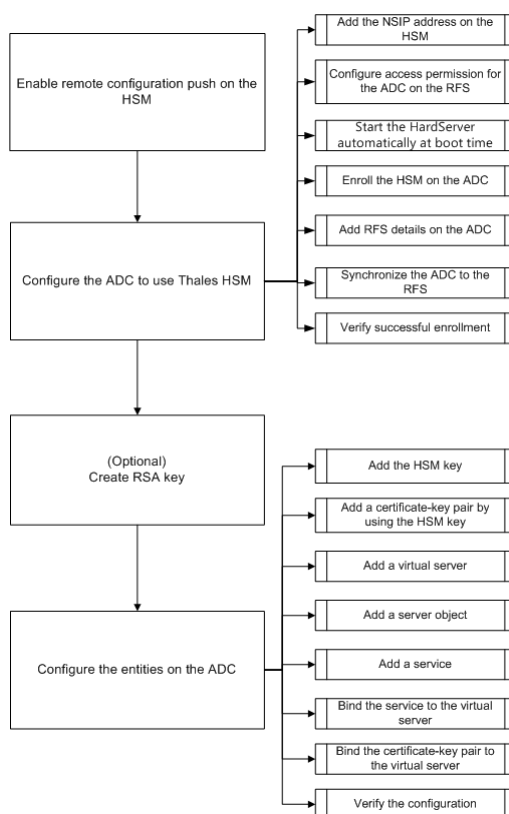 Enable remote configuration push on the
HSM
Configure the ADC to use Thales HSM
Add the NSIP address on the
HSM
Configure access permission for
the ADC on the RFS
Start the HardServer
automatically at boot time
Enroll the HSM on the ADC
Add RFS details on the ADC
Synchronize the ADC to the
RFS
Verify successful enrollment
(Optional)
Create RSA key
Configure the entities on the ADC
Add the HSM key
Add a certificate-key pair by
using the HSM key
Add a virtual server
Add a server object
Add a service
Bind the service to the virtual
server
Bind the certificate-key pair to
the virtual server
Verify the configuration